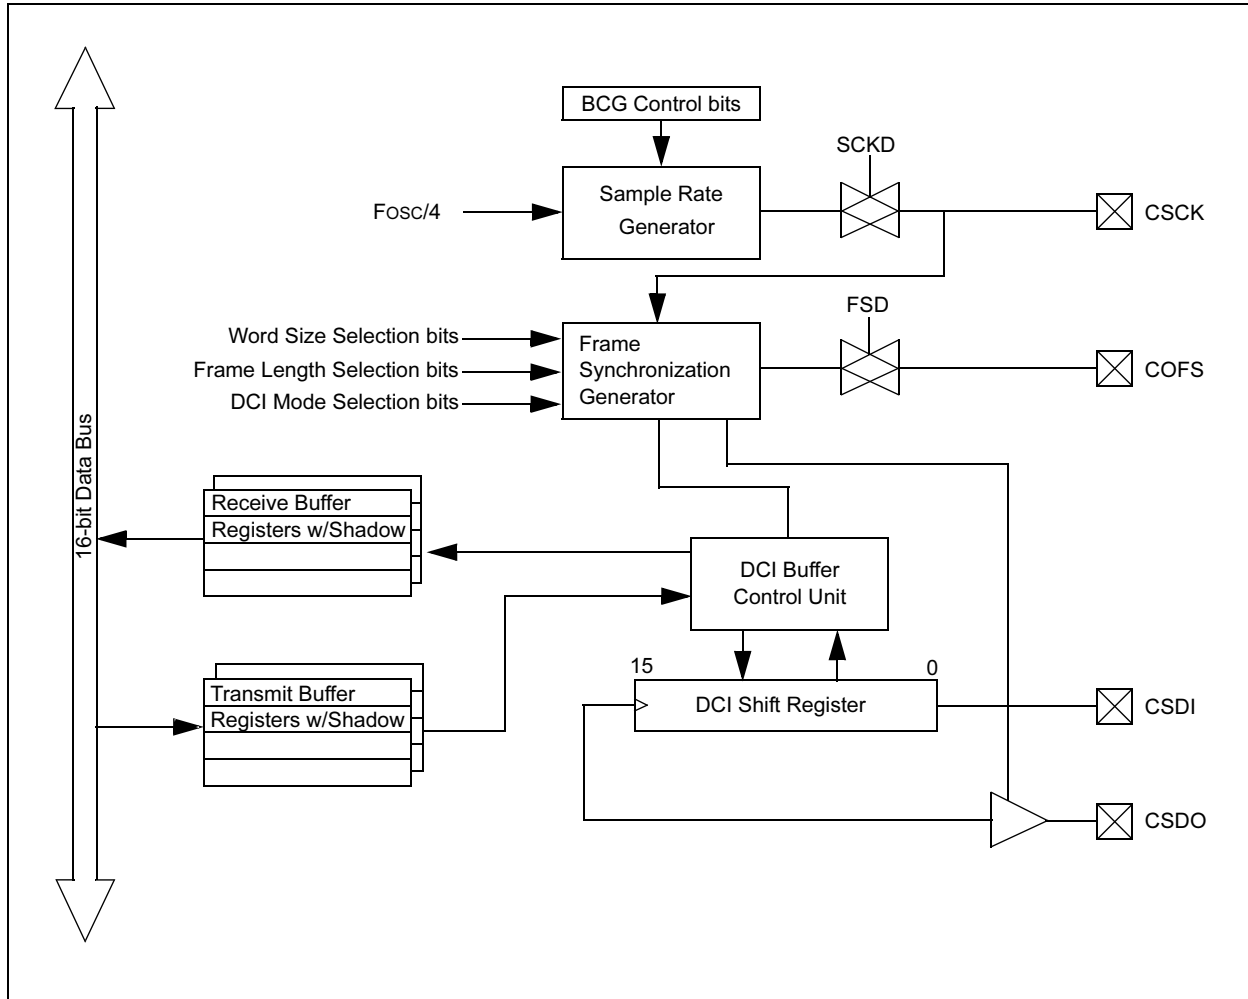 BCG Control bits
SCKD
Sample Rate
Generator
FOSC/4
CSCK
FSD
Word Size Selection bits
Frame Length Selection bits
DCI Mode Selection bits
Frame
Synchronization
Generator
COFS
16-bit Data Bus
Receive Buffer
Registers w/Shadow
DCI Buffer
Control Unit
Transmit Buffer
Registers w/Shadow
15
0
DCI Shift Register
CSDI
CSDO